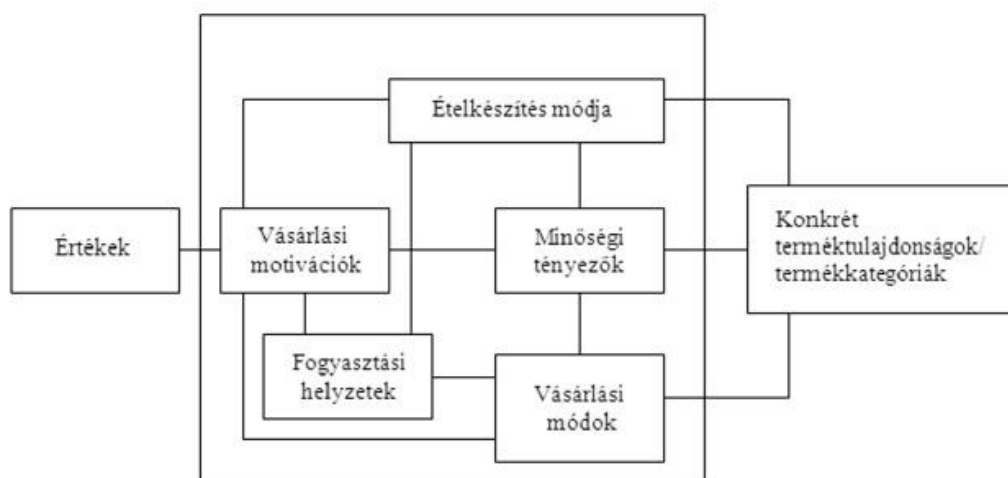 Ételkészítés módja
Értékek
Vásárlási
motivációk
Minőségi
tényezők
Konkrét
terméktulajdonságok/
termékkategóriák
Fogyasztási
helyzetek
Vásárlási
módok